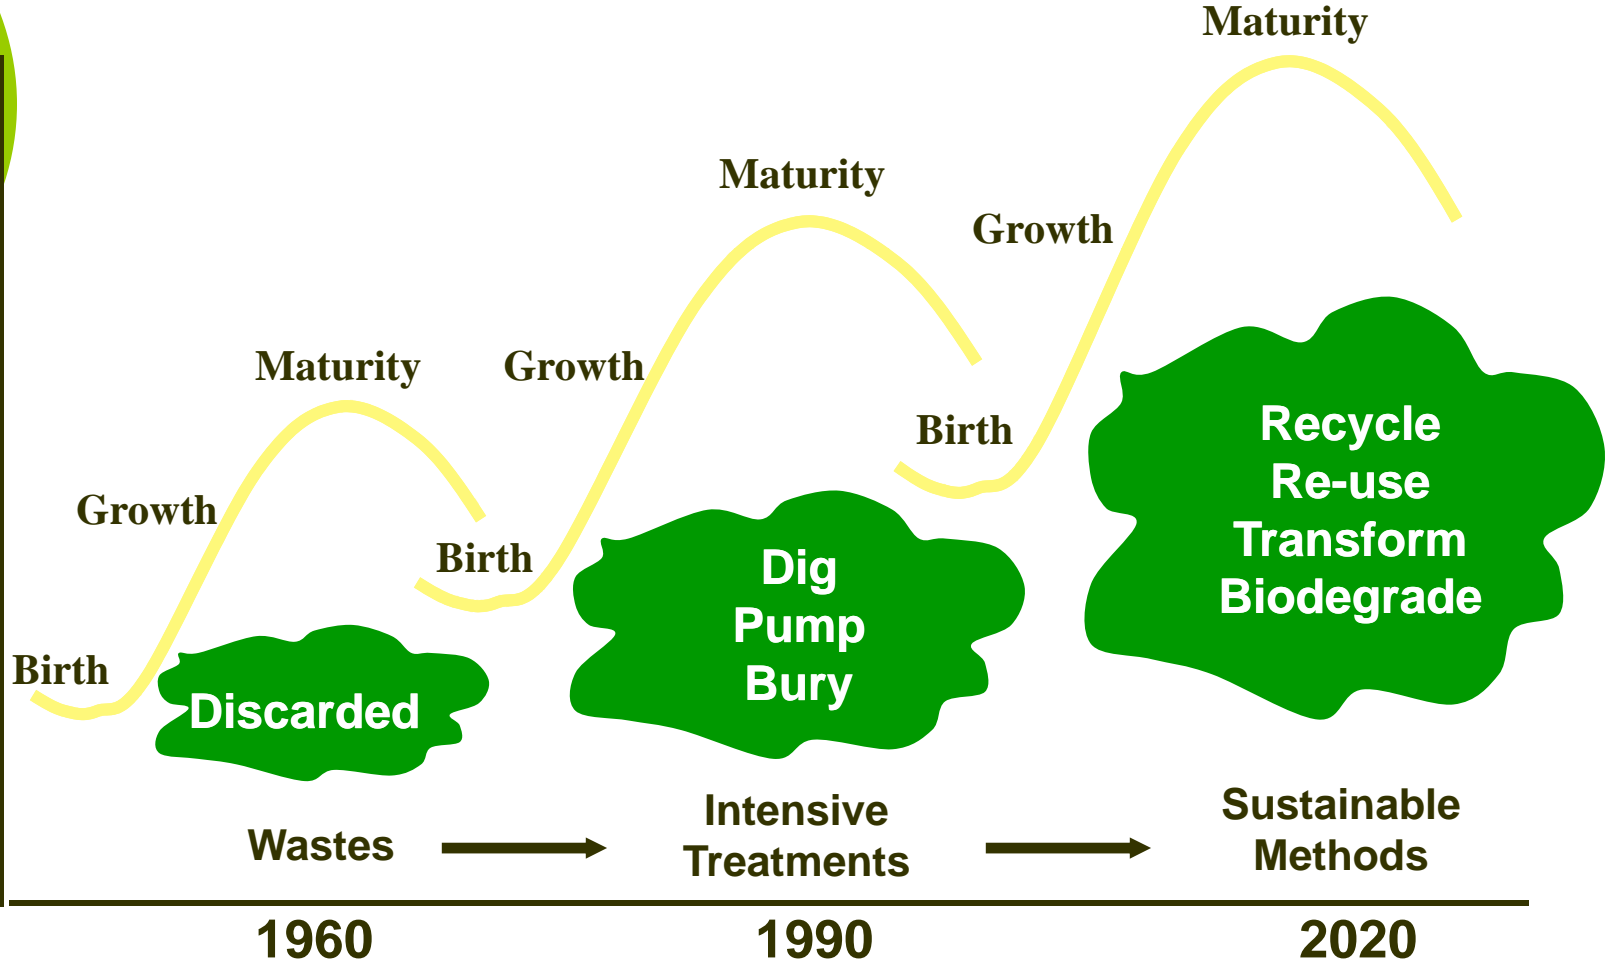 Maturity
Maturity
Growth
Maturity
Growth
Birth
Growth
Birth
Birth
Recycle
Re-use
Transform
Biodegrade
Dig
Pump
Bury
Discarded
Wastes
Intensive
Treatments
Sustainable
Methods
1960
1990
2020